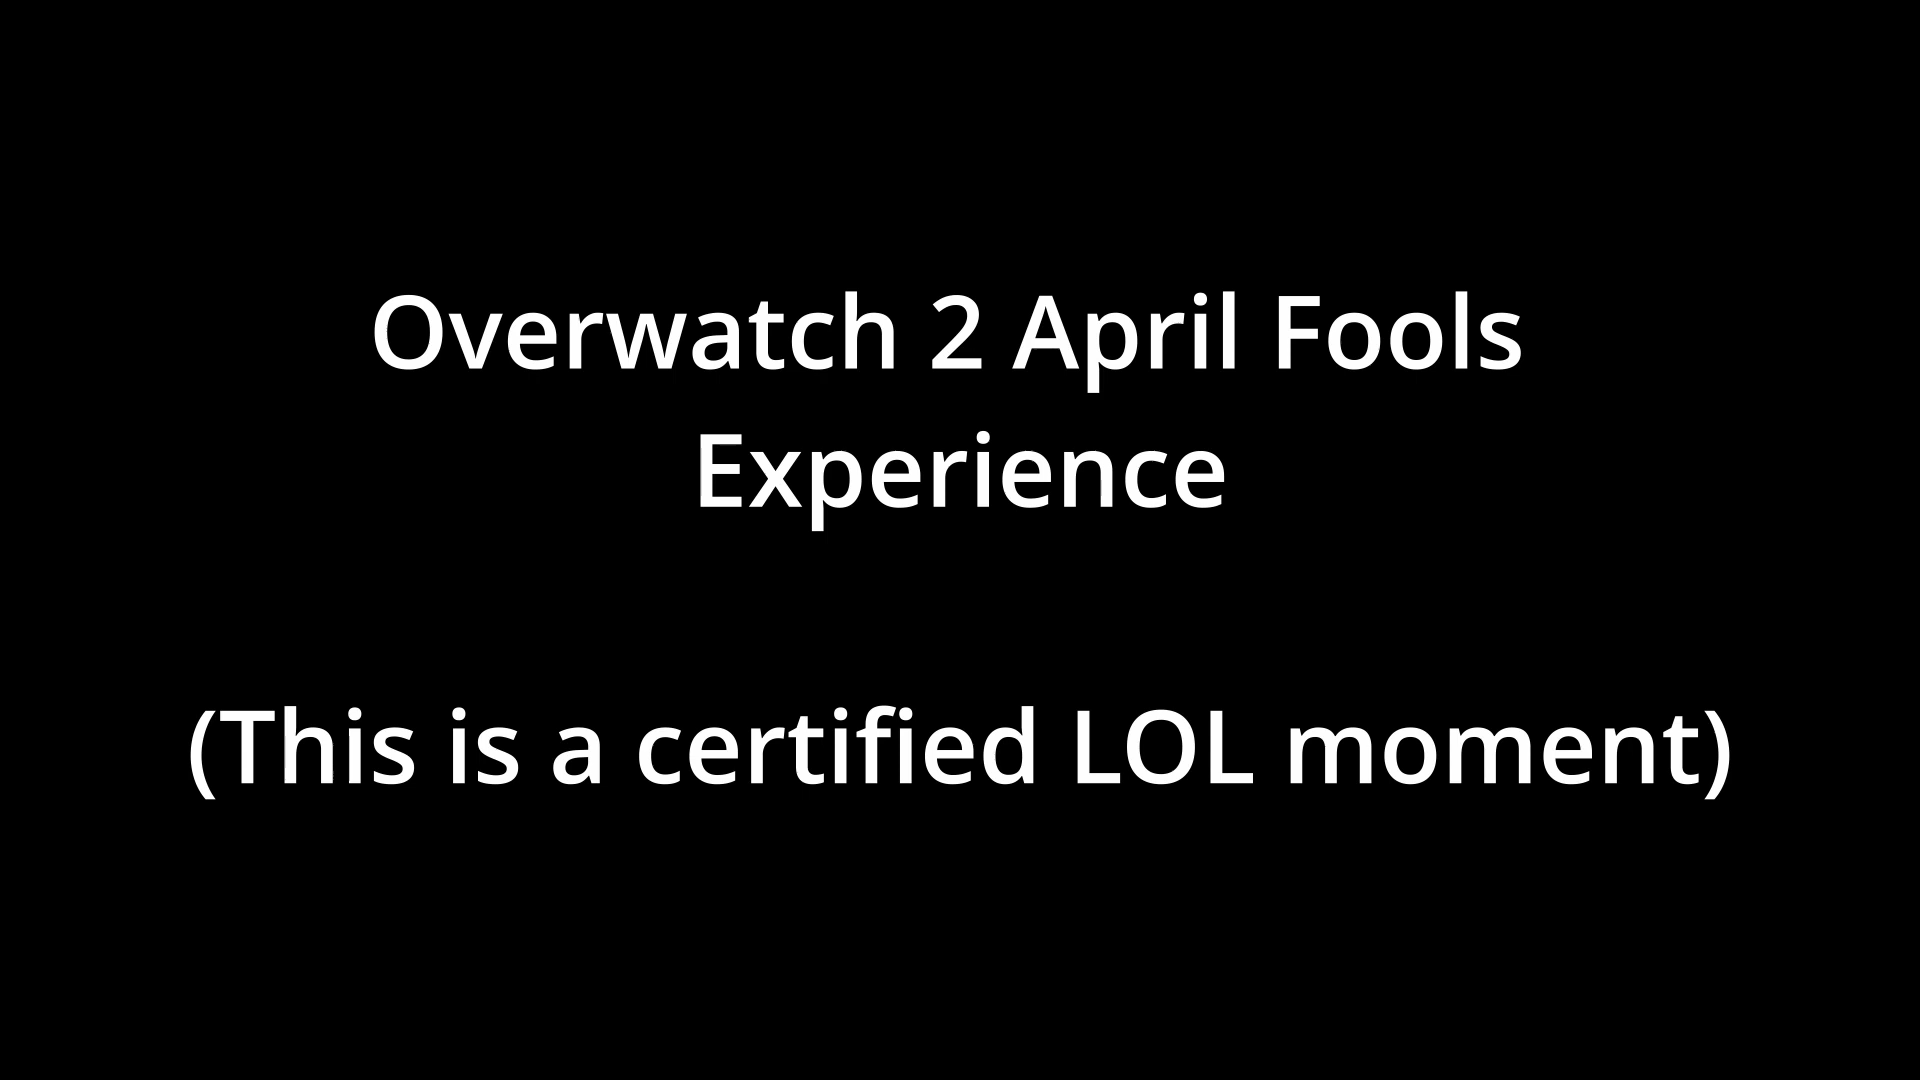 Overwatch 2 April Fools
Experience
(This is a certified LOL moment)